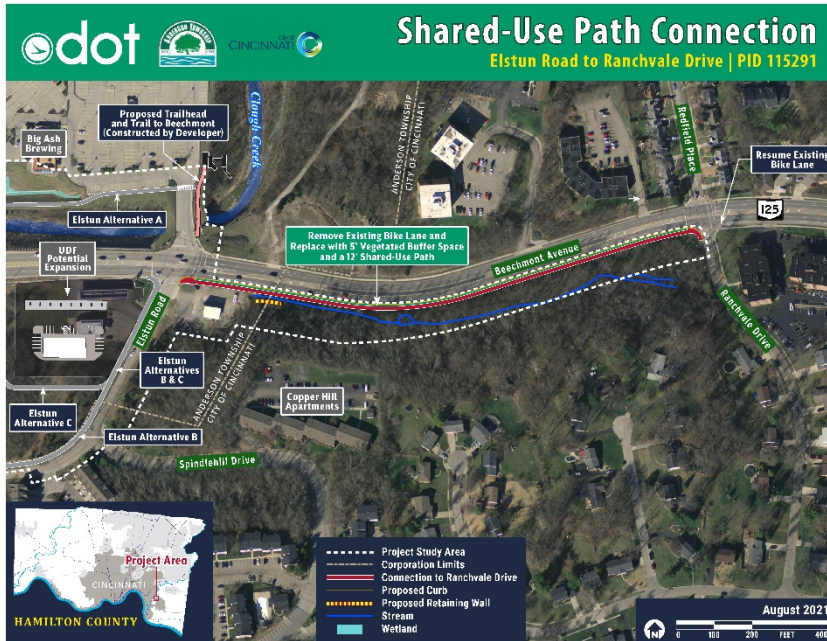 odot
ANDERSON TOWNSHIP
city of
CINCINNATI
Shared-Use Path Connection
Elstun Road to Ranchvale Drive | PID 115291
Proposed Trailhead
and Trail to Beechmont
(Constructed by Developer)
Big Ash
Brewing
Clough Creek
ANDERSON TOWNSHIP
CITY OF CINCINNATI
Redfield Place
Resume Existing
Bike Lane
125
Elstun Alternative A
Remove Existing Bike Lane and
Replace with 5' Vegetated Buffer Space
and a 12' Shared-Use Path
Beechmont Avenue
UDF
Potential
Expansion
Elstun Road
Ranchvale Drive
ANDERSON TOWNSHIP
CITY OF CINCINNATI
Elstun
Alternatives
B & C
Copper Hill
Apartments
Elstun
Alternative C
Elstun Alternative B
Spindlehill Drive
Project Area
CINCINNATI
HAMILTON COUNTY
Project Study Area
Corporation Limits
Connection to Ranchvale Drive
Proposed Curb
Proposed Retaining Wall
Stream
Wetland
August 2021
N
0 100 200 FEET 400